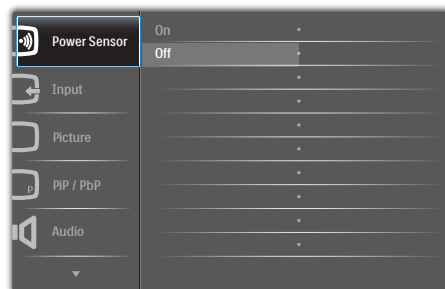 Power Sensor
On
Off
Input
Picture
P
PiP / PbP
Audio